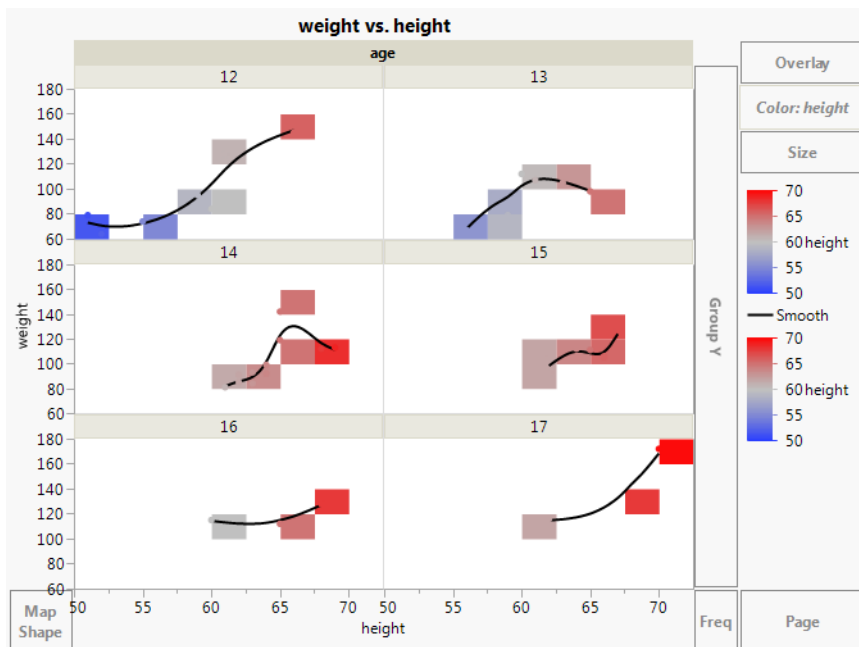 weight vs. height
age
12 13
180
160
140
120
100
80
60
14 15
180
160
140
120
100
80
60
16 17
180
160
140
120
100
80
60
weight
50 55 60 65 70 50 55 60 65 70
height
Map
Shape
Group Y
Freq
Page
Overlay
Color: height
Size
70
65
60 height
55
50
Smooth
70
65
60 height
55
50